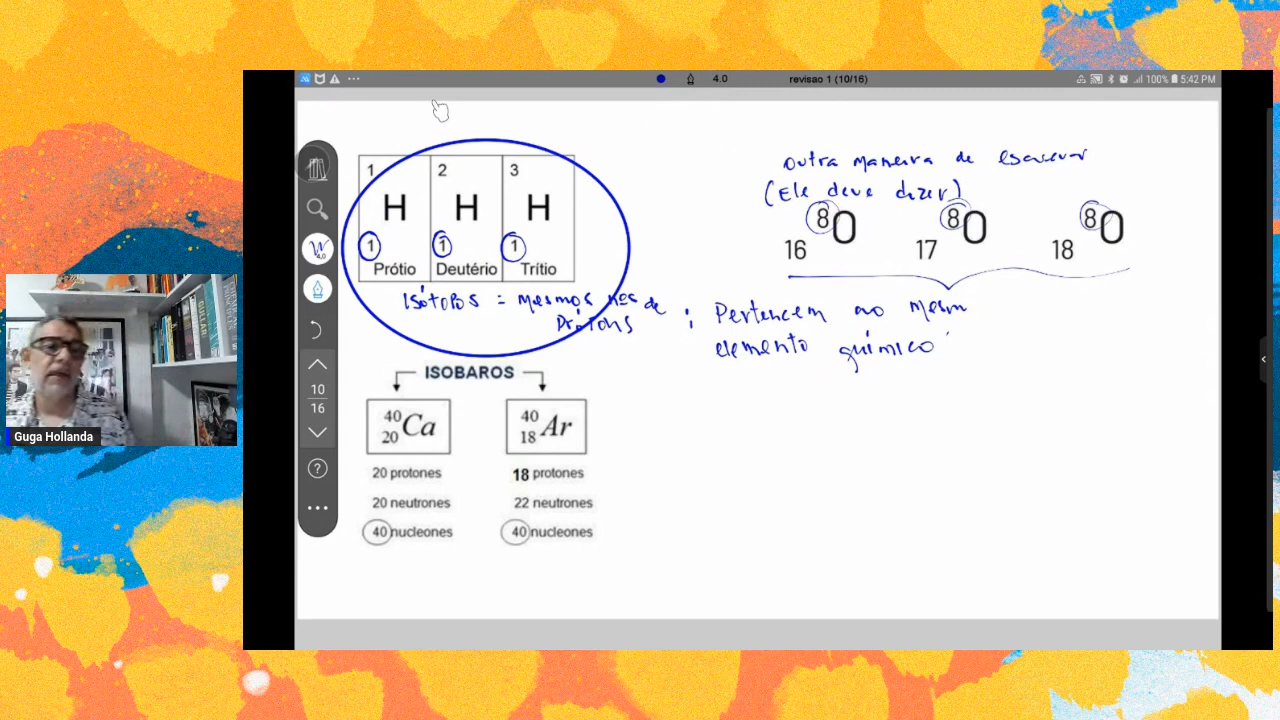 4.0 revisao 1 (10/16) 100% 5:42 PM
1 2 3
H H H
1 1 1
Prótio Deutério Trítio
Isótopos = mesmos nos de
Prótons
; Pertencem ao mesm
elemento químico
outra maneira de escrever
(Ele deve dizer)
8 O 8 O 8 O
16 17 18
4,0
10
16
?
ISOBAROS
40 Ca 40 Ar
20 18
20 protones 18 protones
20 neutrones 22 neutrones
40 nucleones 40 nucleones
Guga Hollanda